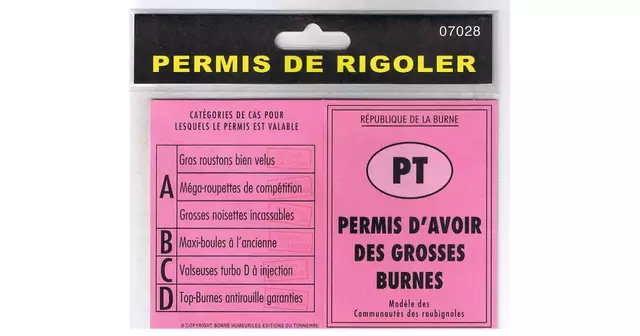 07028
PERMIS DE RIGOLER
CATÉGORIES DE CAS POUR
LESQUELS LE PERMIS EST VALABLE
A
Gros roustons bien velus
Méga-roupettes de compétition
Grosses noisettes incassables
B
Maxi-boules à l'ancienne
C
Valseuses turbo D à injection
D
Top-Burnes antirouille garanties
© COPYRIGHT BONNE HUMEURILES EDITIONS DU TONNERRE
RÉPUBLIQUE DE LA BURNE
PT
PERMIS D'AVOIR
DES GROSSES
BURNES
Modèle des
Communautés des roubignoles